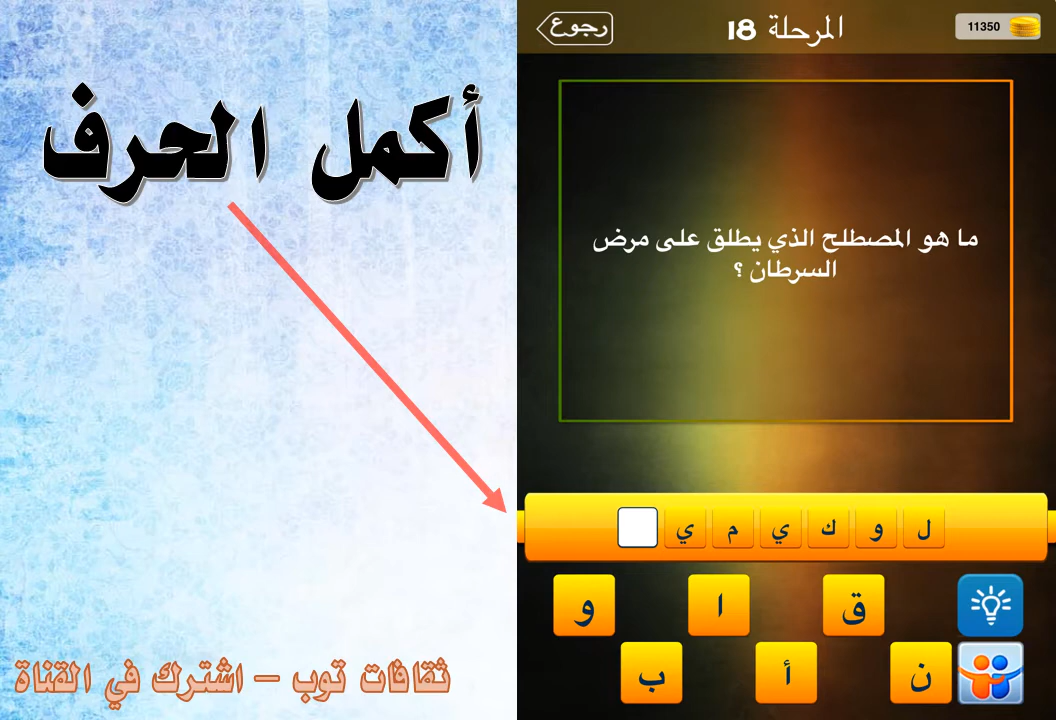 أكمل الحرف
ثقافات توب – اشترك في القناة
رجوع
المرحلة 18
11350
ما هو المصطلح الذي يطلق على مرض
السرطان ؟
ل و ك ي م ي
ق ا و
ن أ ب